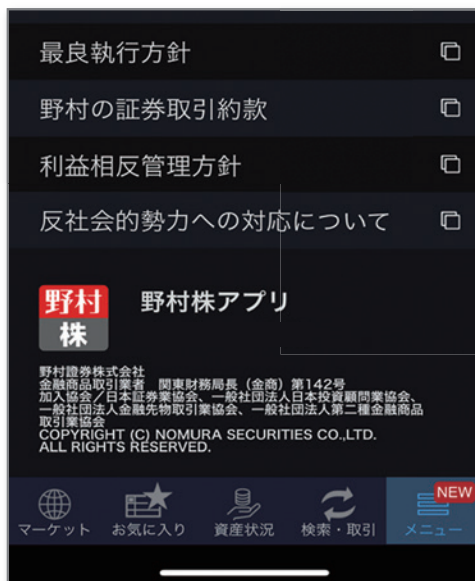 最良執行方針
野村の証券取引約款
利益相反管理方針
反社会的勢力への対応について
野村
株
野村株アプリ
野村證券株式会社
金融商品取引業者 関東財務局長（金商）第142号
加入協会／日本証券業協会、一般社団法人日本投資顧問業協会、
一般社団法人金融先物取引業協会、一般社団法人第二種金融商品
取引業協会
COPYRIGHT (C) NOMURA SECURITIES CO.,LTD.
ALL RIGHTS RESERVED.
NEW
マーケット お気に入り 資産状況 検索・取引 メニュー